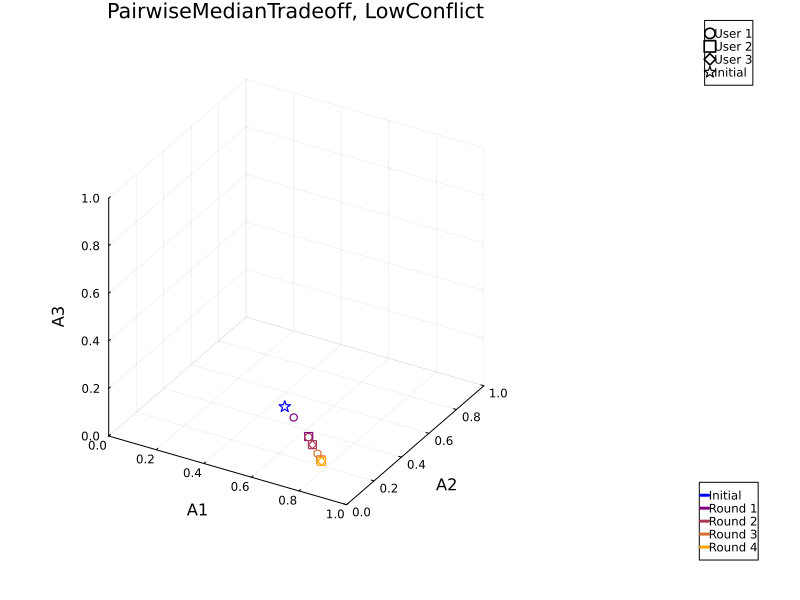 PairwiseMedianTradeoff, LowConflict
User 1
User 2
User 3
Initial
1.0
0.8
0.6
0.4
0.2
0.0
A3
0.0
0.2
0.4
0.6
0.8
1.0
A1
0.0
0.2
0.4
0.6
0.8
1.0
A2
Initial
Round 1
Round 2
Round 3
Round 4